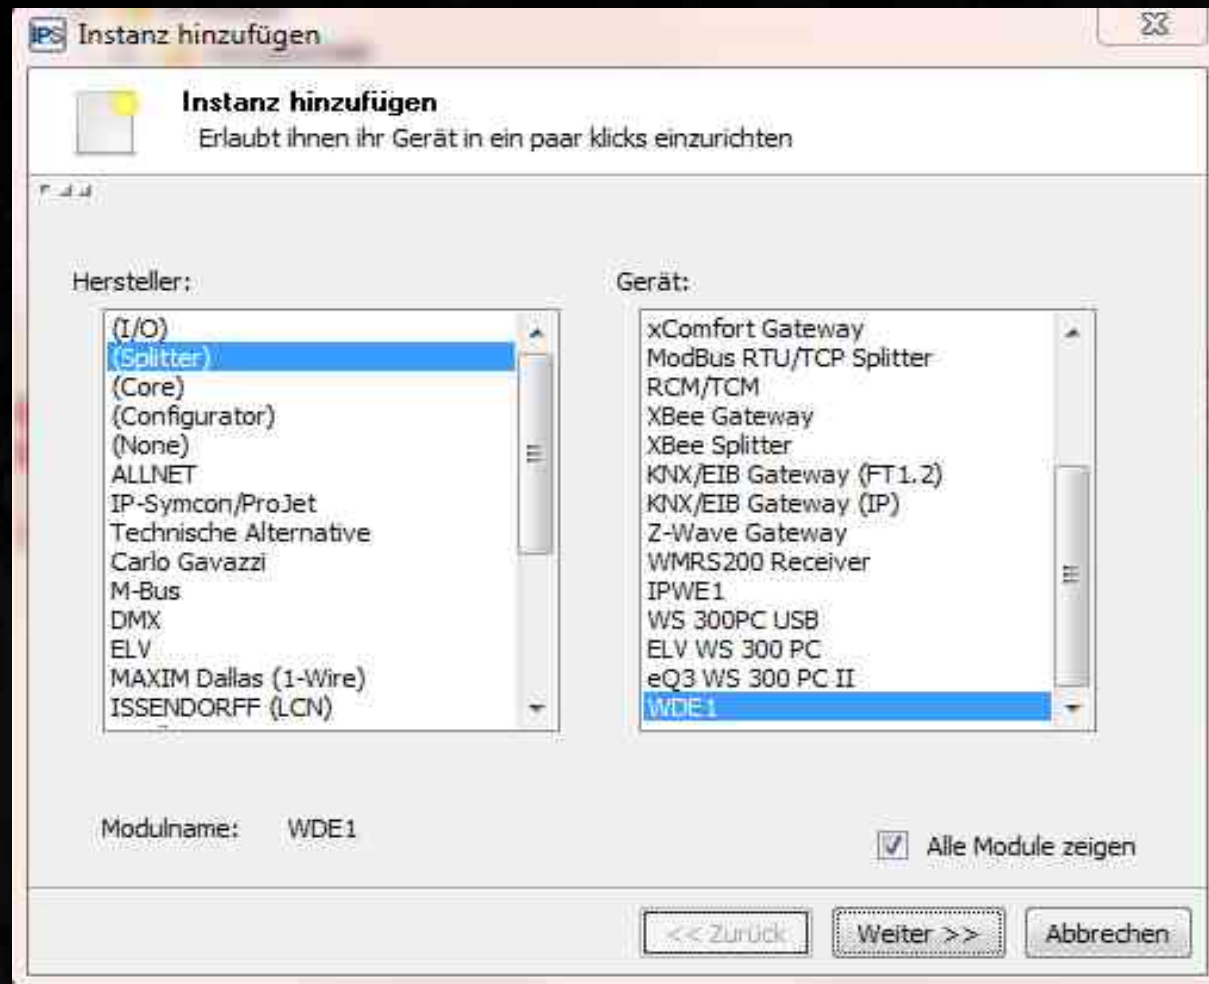 IPS Instanz hinzufügen
Instanz hinzufügen
Erlaubt ihnen ihr Gerät in ein paar klicks einzurichten
Hersteller:
(I/O)
(Splitter)
(Core)
(Configurator)
(None)
ALLNET
IP-Symcon/ProJet
Technische Alternative
Carlo Gavazzi
M-Bus
DMX
ELV
MAXIM Dallas (1-Wire)
ISSENDORFF (LCN)
Gerät:
xComfort Gateway
ModBus RTU/TCP Splitter
RCM/TCM
XBee Gateway
XBee Splitter
KNX/EIB Gateway (FT1.2)
KNX/EIB Gateway (IP)
Z-Wave Gateway
WMRS200 Receiver
IPWE1
WS 300PC USB
ELV WS 300 PC
eQ3 WS 300 PC II
WDE1
Modulname: WDE1
Alle Module zeigen
<< Zurück Weiter >> Abbrechen